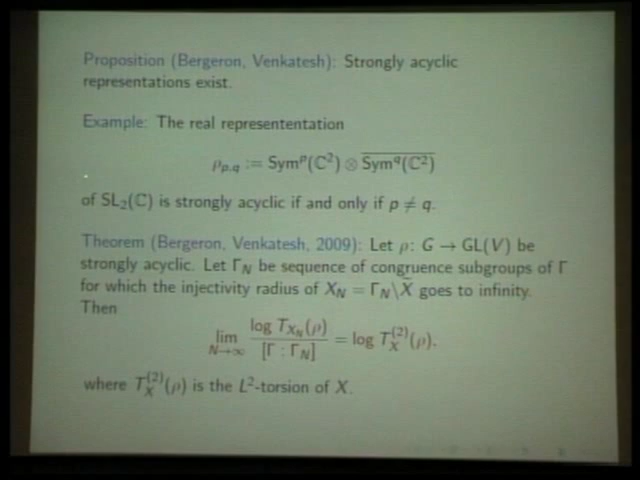 Proposition (Bergeron, Venkatesh): Strongly acyclic
representations exist.
Example: The real represententation
ρ_{p,q} := Sym^p(ℂ²) ⊗ \overline{Sym^q(ℂ²)}
of SL₂(ℂ) is strongly acyclic if and only if p ≠ q.
Theorem (Bergeron, Venkatesh, 2009): Let ρ: G → GL(V) be
strongly acyclic. Let Γ_N be sequence of congruence subgroups of Γ
for which the injectivity radius of X_N = Γ_N\X̃ goes to infinity.
Then
lim_{N→∞} \frac{log T_{X_N}(ρ)}{[Γ : Γ_N]} = log T_X^{(2)}(ρ).
where T_X^{(2)}(ρ) is the L²-torsion of X.